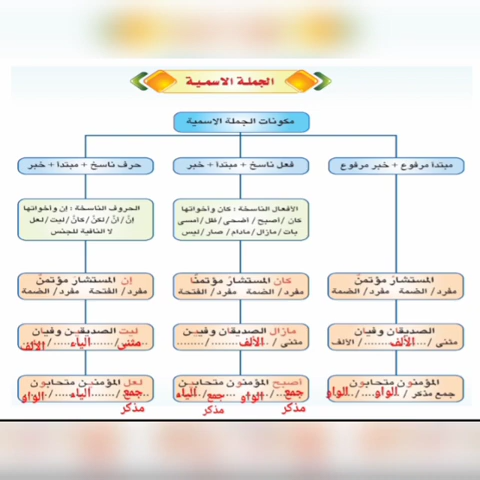 الجملة الاسمية
مكونات الجملة الاسمية
مبتدأ مرفوع + خبر مرفوع
فعل ناسخ + مبتدأ + خبر
حرف ناسخ + مبتدأ + خبر
الأفعال الناسخة : كان وأخواتها
كان / أصبح / أضحى / ظل / أمسى
بات / مازال / مادام / صار / ليس
الحروف الناسخة : إن وأخواتها
إنَّ / أنَّ / لكنَّ / كأنَّ / ليت / لعل
لا النافية للجنس
المستشارُ مؤتمنٌ
مفرد/ الضمة مفرد/ الضمة
كان المستشارُ مؤتمنًا
مفرد/ الضمة مفرد/ الفتحة
إن المستشارَ مؤتمنٌ
مفرد/ الفتحة مفرد/ الضمة
الصديقان وفيان
مثنى /...الألف....../ الألف
مازال الصديقان وفيين
مثنى /...الألف....../........
ليت الصديقين وفيان
مثنى...../...الياء...../....الألف
المؤمنون متحابون
جمع مذكر /...الواو...../...الواو
أصبح المؤمنون متحابين
جمع مذكر ...../ الواو جمع مذكر /الياء
لعل المؤمنين متحابون
جمع مذكر ...../...الياء....../ الواو